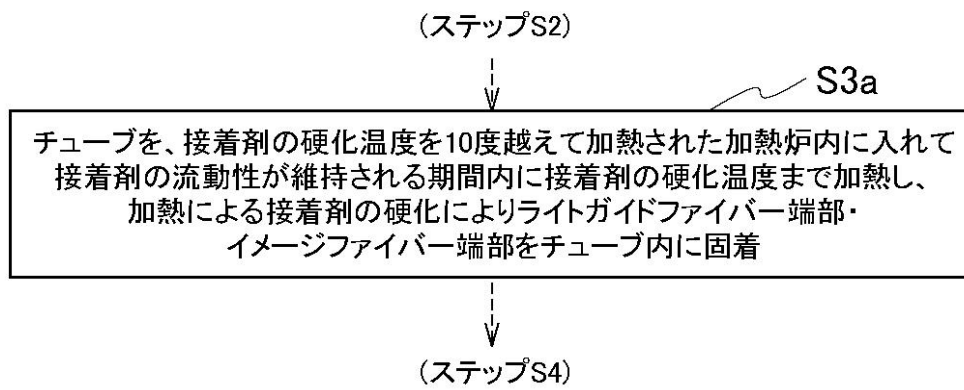 (ステップS2)
S3a
チューブを、接着剤の硬化温度を10度越えて加熱された加熱炉内に入れて
接着剤の流動性が維持される期間内に接着剤の硬化温度まで加熱し、
加熱による接着剤の硬化によりライトガイドファイバー端部・
イメージファイバー端部をチューブ内に固着
(ステップS4)